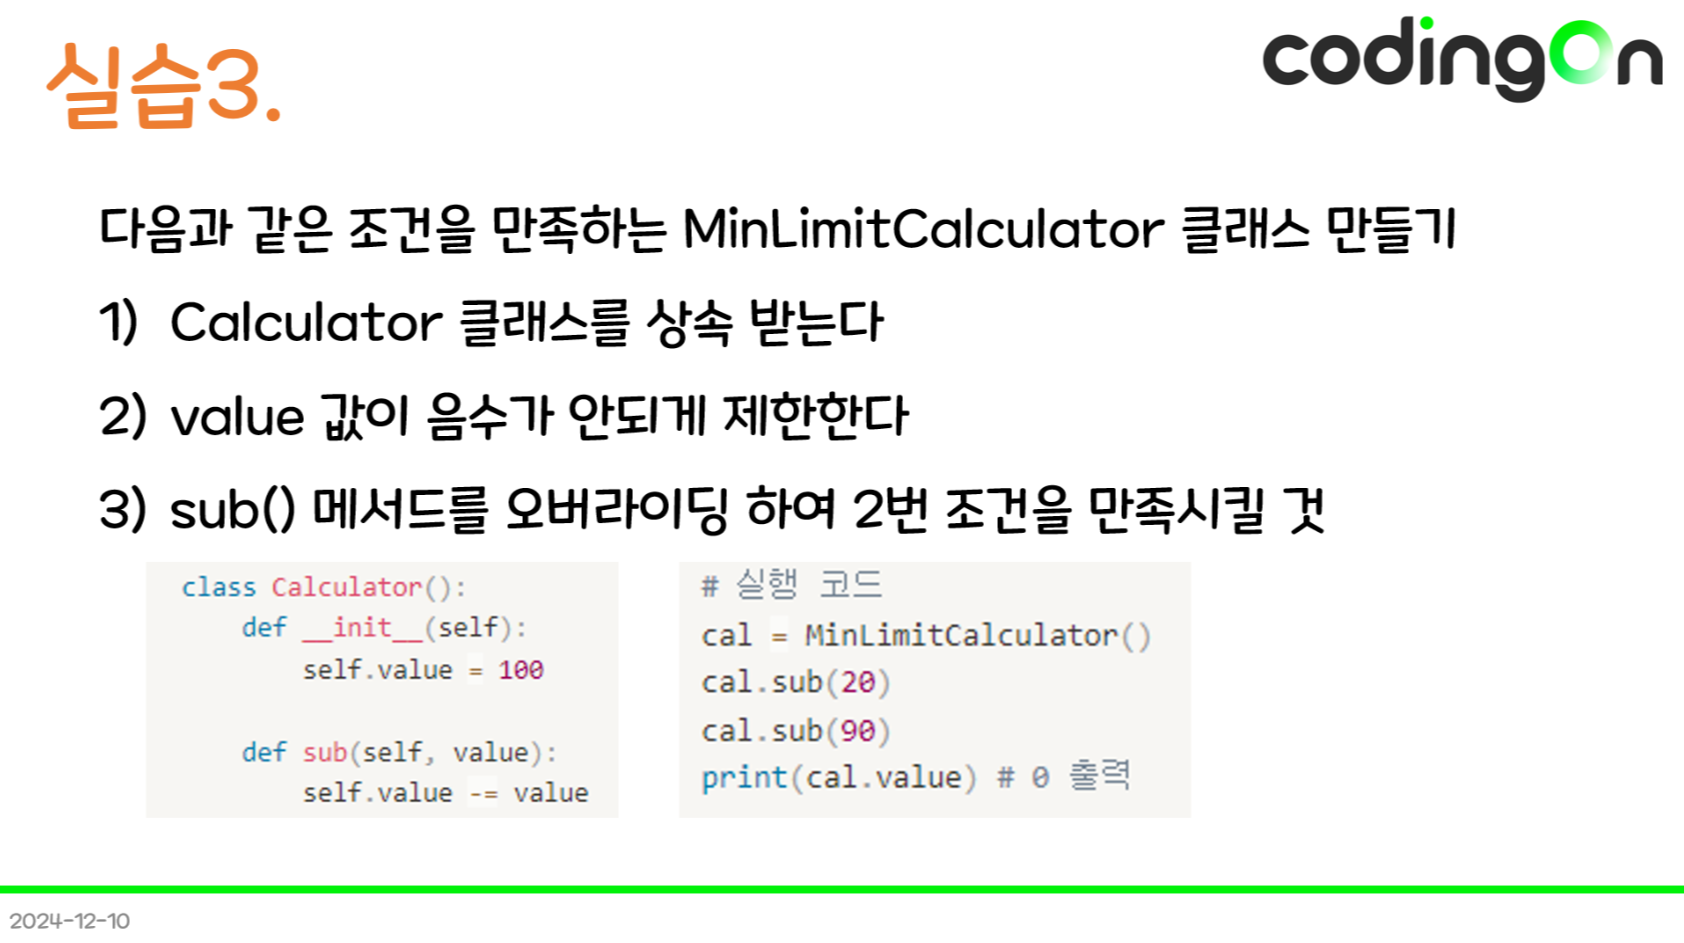 실습3.
codingOn
다음과 같은 조건을 만족하는 MinLimitCalculator 클래스 만들기
1) Calculator 클래스를 상속 받는다
2) value 값이 음수가 안되게 제한한다
3) sub() 메서드를 오버라이딩 하여 2번 조건을 만족시킬 것
class Calculator():
    def __init__(self):
        self.value = 100
    def sub(self, value):
        self.value -= value
# 실행 코드
cal = MinLimitCalculator()
cal.sub(20)
cal.sub(90)
print(cal.value) # 0 출력
2024-12-10